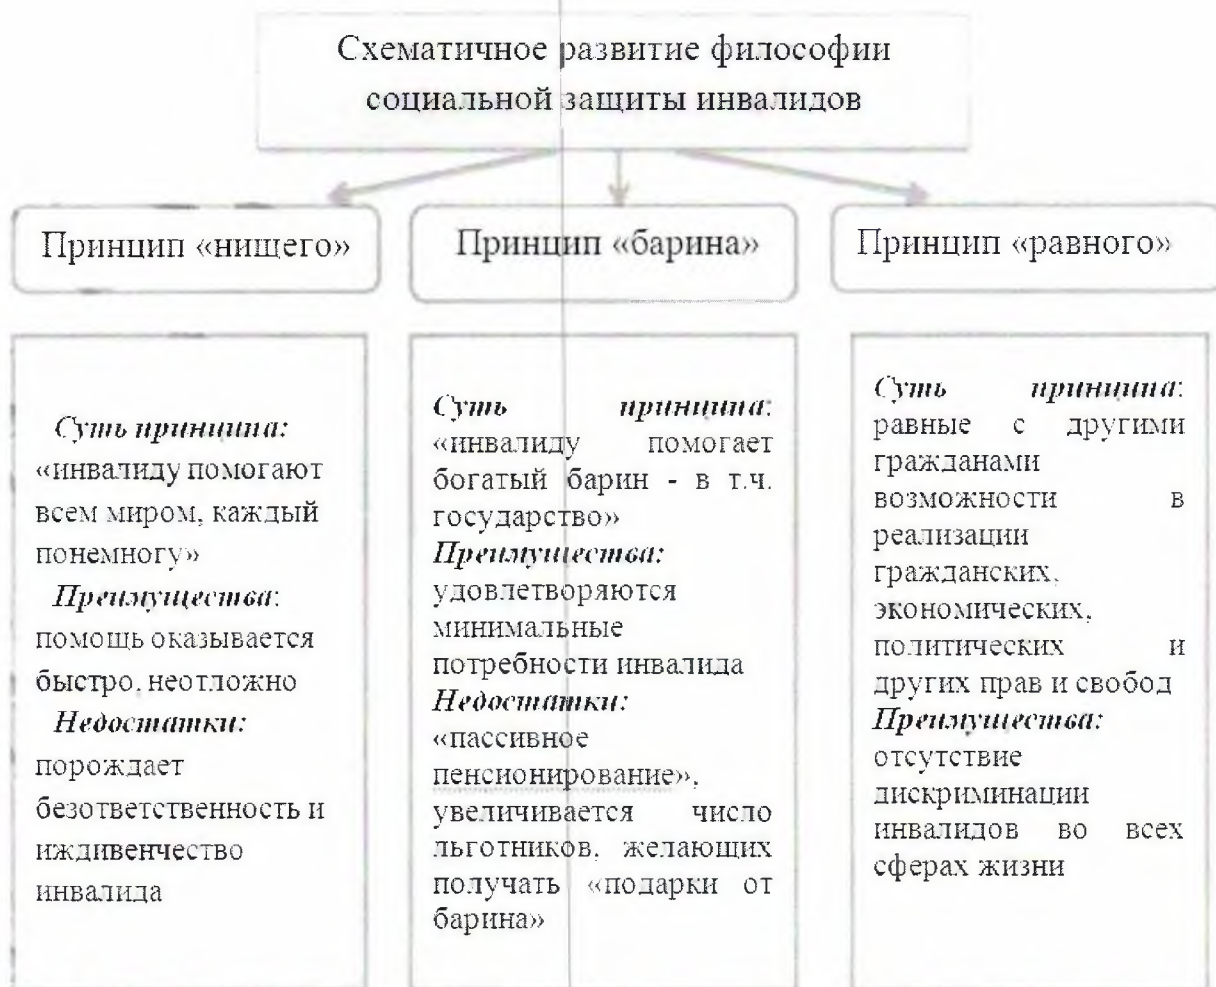 Схематичное развитие философии
социальной защиты инвалидов
Принцип «нищего»
Принцип «барина»
Принцип «равного»
Суть принципа:
«инвалиду помогают
всем миром, каждый
понемногу»
Преимущества:
помощь оказывается
быстро, неотложно
Недостатки:
порождает
безответственность и
иждивенчество
инвалида
Суть принципа:
«инвалиду помогает
богатый барин - в т.ч.
государство»
Преимущества:
удовлетворяются
минимальные
потребности инвалида
Недостатки:
«пассивное
пенсионирование»,
увеличивается число
льготников, желающих
получать «подарки от
барина»
Суть принципа:
равные с другими
гражданами
возможности в
реализации
гражданских,
экономических,
политических и
других прав и свобод
Преимущества:
отсутствие
дискриминации
инвалидов во всех
сферах жизни